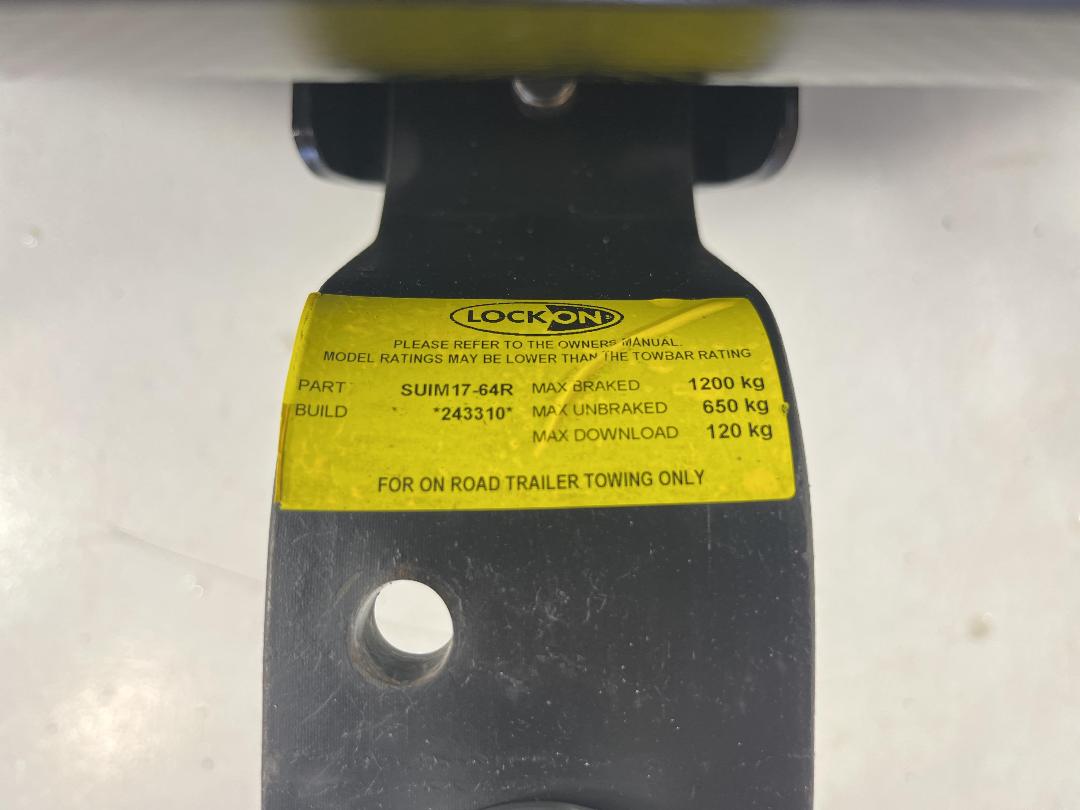 LOCKON
PLEASE REFER TO THE OWNERS MANUAL.
MODEL RATINGS MAY BE LOWER THAN THE TOWBAR RATING
PART SUIM17-64R MAX BRAKED 1200 kg
BUILD *243310* MAX UNBRAKED 650 kg
MAX DOWNLOAD 120 kg
FOR ON ROAD TRAILER TOWING ONLY